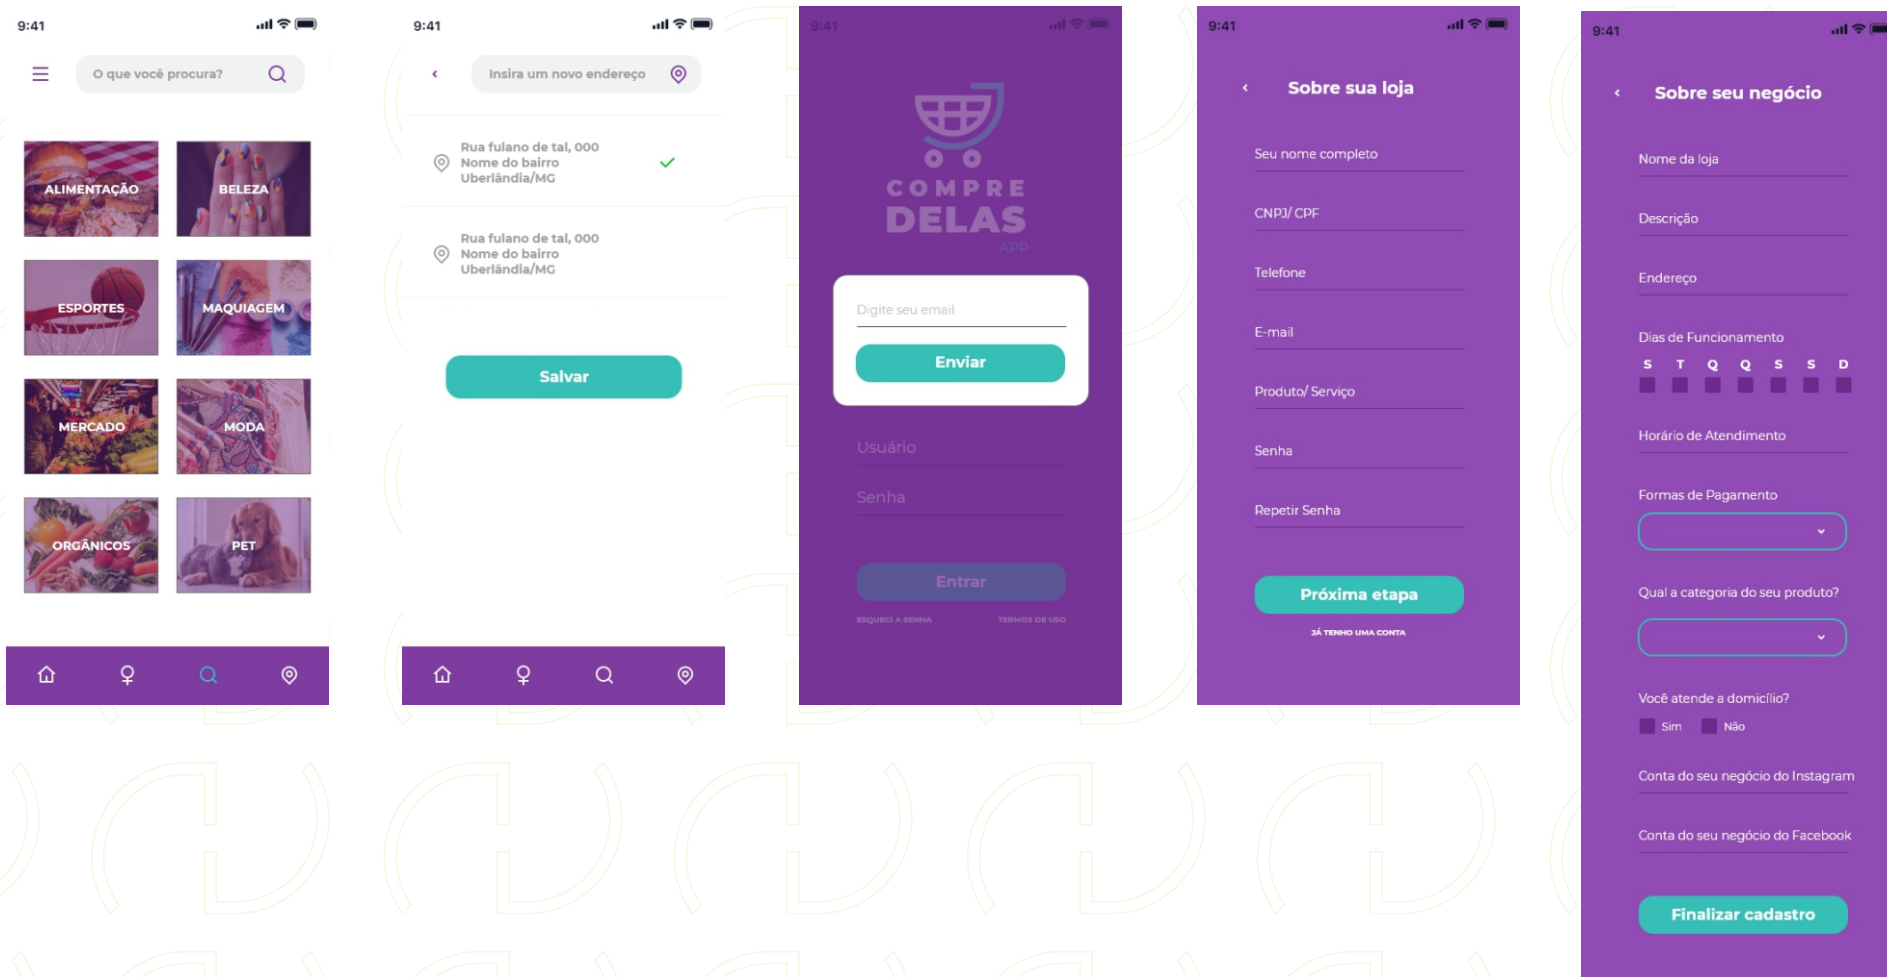 9:41
O que você procura?
ALIMENTAÇÃO
BELEZA
ESPORTES
MAQUIAGEM
MERCADO
MODA
ORGÂNICOS
PET
9:41
Insira um novo endereço
Rua fulano de tal, 000
Nome do bairro
Uberlândia/MG
Rua fulano de tal, 000
Nome do bairro
Uberlândia/MG
Salvar
9:41
COMPRE
DELAS
APP
Digite seu email
Enviar
Usuário
Senha
Entrar
ESQUECI A SENHA
TERMOS DE USO
9:41
Sobre sua loja
Seu nome completo
CNPJ/ CPF
Telefone
E-mail
Produto/ Serviço
Senha
Repetir Senha
Próxima etapa
JÁ TENHO UMA CONTA
9:41
Sobre seu negócio
Nome da loja
Descrição
Endereço
Dias de Funcionamento
S T Q Q S S D
Horário de Atendimento
Formas de Pagamento
Qual a categoria do seu produto?
Você atende a domicílio?
Sim Não
Conta do seu negócio do Instagram
Conta do seu negócio do Facebook
Finalizar cadastro